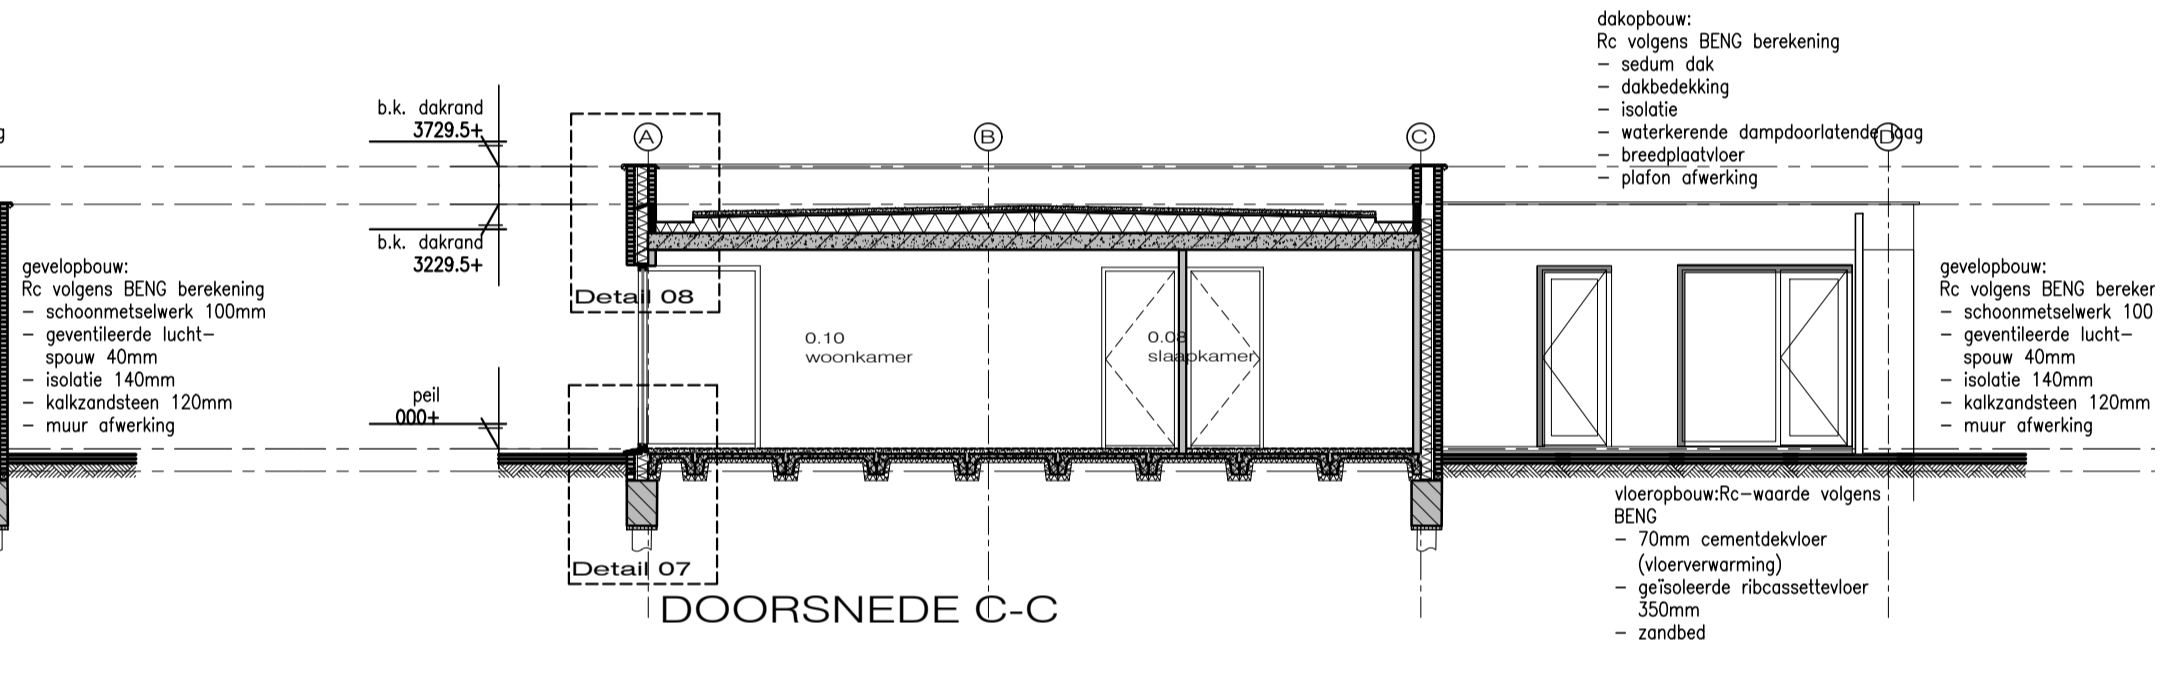 dakopbouw:
Rc volgens BENG berekening
- sedum dak
- dakbedekking
- isolatie
- waterkerende dampdoorlatende laag
- breedplaatvloer
- plafon afwerking
g
b.k. dakrand
3729.5+
A
B
C
D
b.k. dakrand
3229.5+
gevelopbouw:
Rc volgens BENG berekening
- schoonmetselwerk 100mm
- geventileerde lucht-
spouw 40mm
- isolatie 140mm
- kalkzandsteen 120mm
- muur afwerking
peil
000+
Detail 08
0.10
woonkamer
0.08
slaapkamer
gevelopbouw:
Rc volgens BENG bereker
- schoonmetselwerk 100
- geventileerde lucht-
spouw 40mm
- isolatie 140mm
- kalkzandsteen 120mm
- muur afwerking
Detail 07
DOORSNEDE C-C
vloeropbouw:Rc-waarde volgens
BENG
- 70mm cementdekvloer
(vloerverwarming)
- geïsoleerde ribcassettevloer
350mm
- zandbed